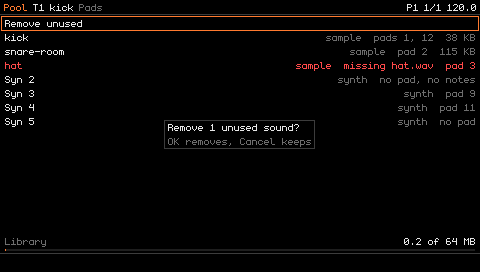 Pool T1 kick Pads P1 1/1 120.0
Remove unused
kick sample pads 1, 12 38 KB
snare-room sample pad 2 115 KB
hat sample missing hat.wav pad 3
Syn 2 synth no pad, no notes
Syn 3 synth pad 9
Syn 4 synth pad 11
Syn 5 synth no pad
Remove 1 unused sound?
OK removes, Cancel keeps
Library 0.2 of 64 MB